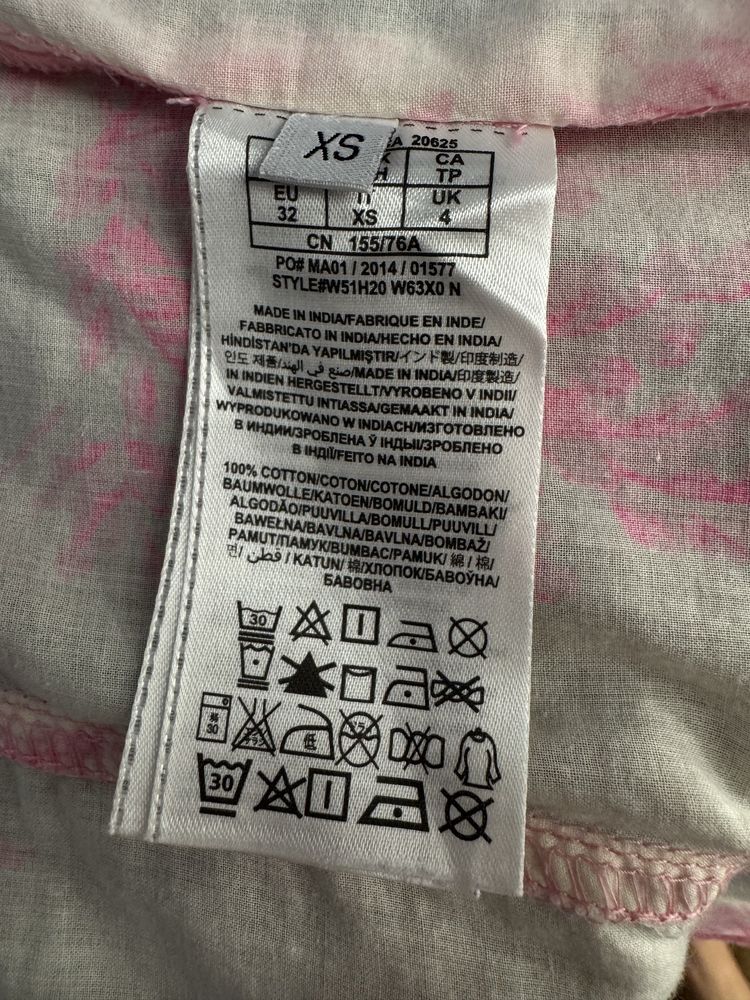 XS
20625
CA
TP
EU
IT
UK
32
XS
4
CN 155/76A
PO# MA01 / 2014 / 01577
STYLE#W51H20 W63X0 N
MADE IN INDIA/FABRIQUE EN INDE/
FABBRICATO IN INDIA/HECHO EN INDIA/
HİNDİSTAN'DA YAPILMIŞTIR/インド製/印度制造/
인도 제품/صنع في الهند/MADE IN INDIA/印度製造/
IN INDIEN HERGESTELLT/VYROBENO V INDII/
VALMISTETTU INTIASSA/GEMAAKT IN INDIA/
WYPRODUKOWANO W INDIACH/ИЗГОТОВЛЕНО
В ИНДИИ/ЗРОБЛЕНА Ў ІНДЫІ/ЗРОБЛЕНО
В ІНДІЇ/FEITO NA INDIA
100% COTTON/COTON/COTONE/ALGODON/
BAUMWOLLE/KATOEN/BOMULD/BAMBAKI/
ALGODÃO/PUUVILLA/BOMULL/PUUVILL/
BAWEŁNA/BAVLNA/BAVLNA/BOMBAŽ/
PAMUT/ПАМУК/BUMBAC/PAMUK/ 綿 / 棉/
면/ قطن / KATUN/ 棉/ХЛОПОК/БАВОЎНА/
БАВОВНА
30
30
低
30